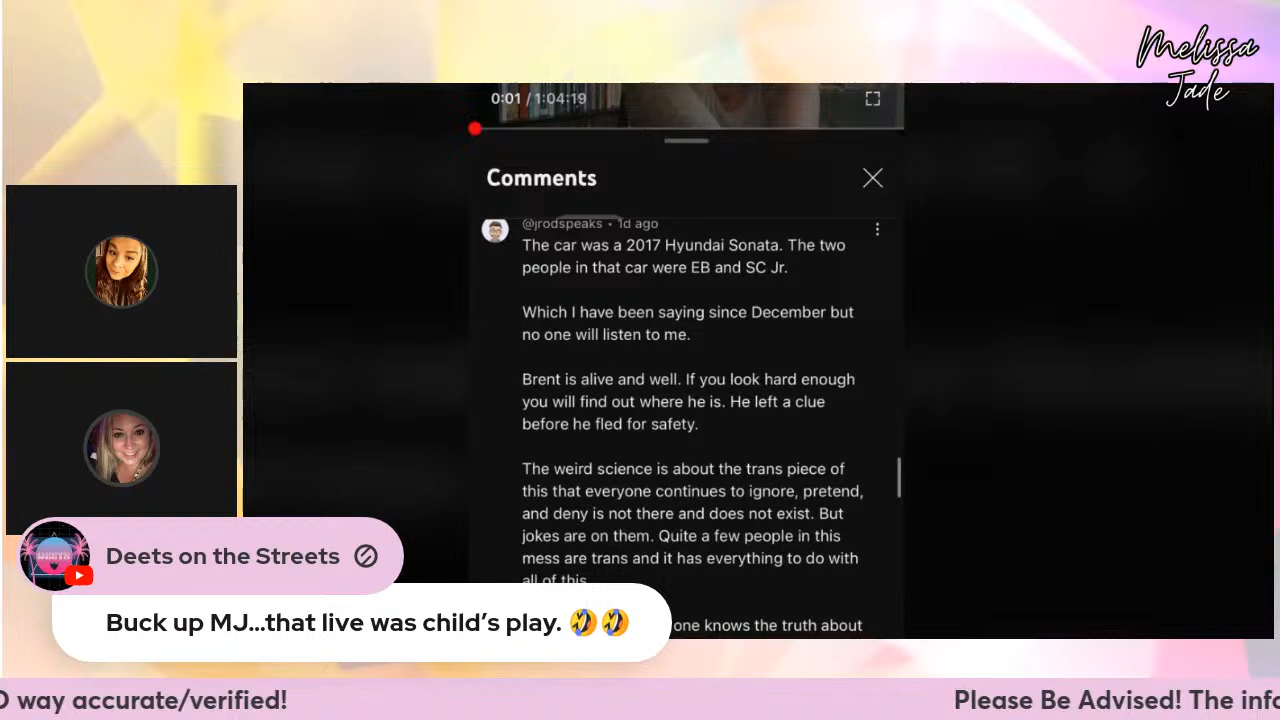 Melissa
Jade
0:01 / 1:04:19
Comments
@jrodspeaks • 1d ago
The car was a 2017 Hyundai Sonata. The two
people in that car were EB and SC Jr.
Which I have been saying since December but
no one will listen to me.
Brent is alive and well. If you look hard enough
you will find out where he is. He left a clue
before he fled for safety.
The weird science is about the trans piece of
this that everyone continues to ignore, pretend,
and deny is not there and does not exist. But
jokes are on them. Quite a few people in this
mess are trans and it has everything to do with
all of this.
one knows the truth about
Deets on the Streets
Buck up MJ...that live was child's play. 🤣🤣
way accurate/verified!
Please Be Advised! The